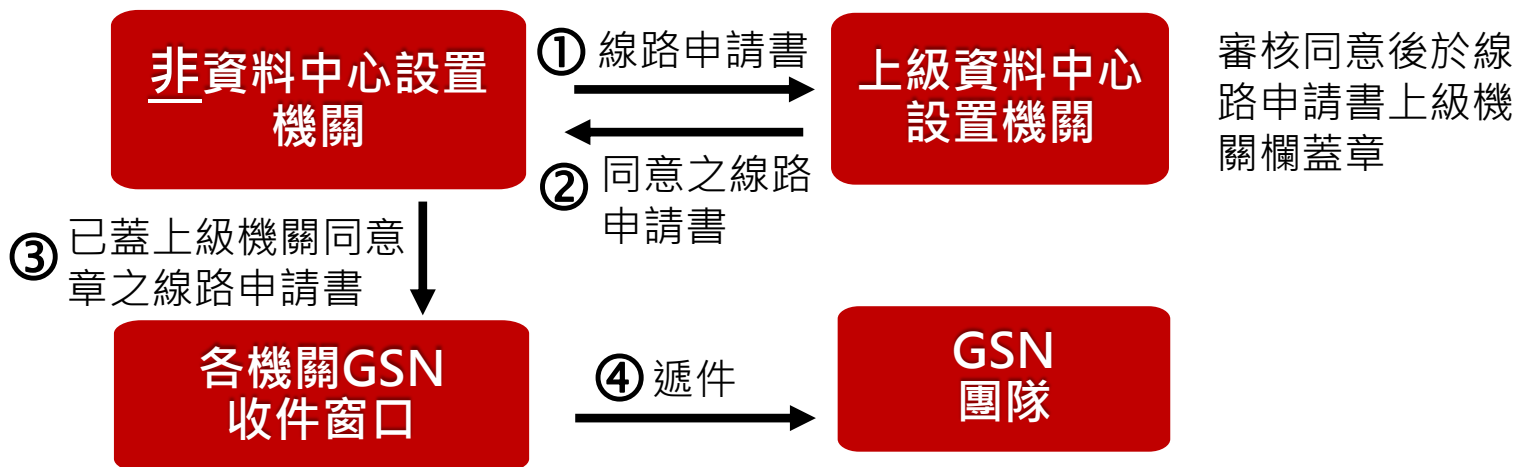 非資料中心設置
機關
① 線路申請書
上級資料中心
設置機關
審核同意後於線
路申請書上級機
關欄蓋章
② 同意之線路
申請書
③ 已蓋上級機關同意
章之線路申請書
各機關GSN
收件窗口
④ 遞件
GSN
團隊